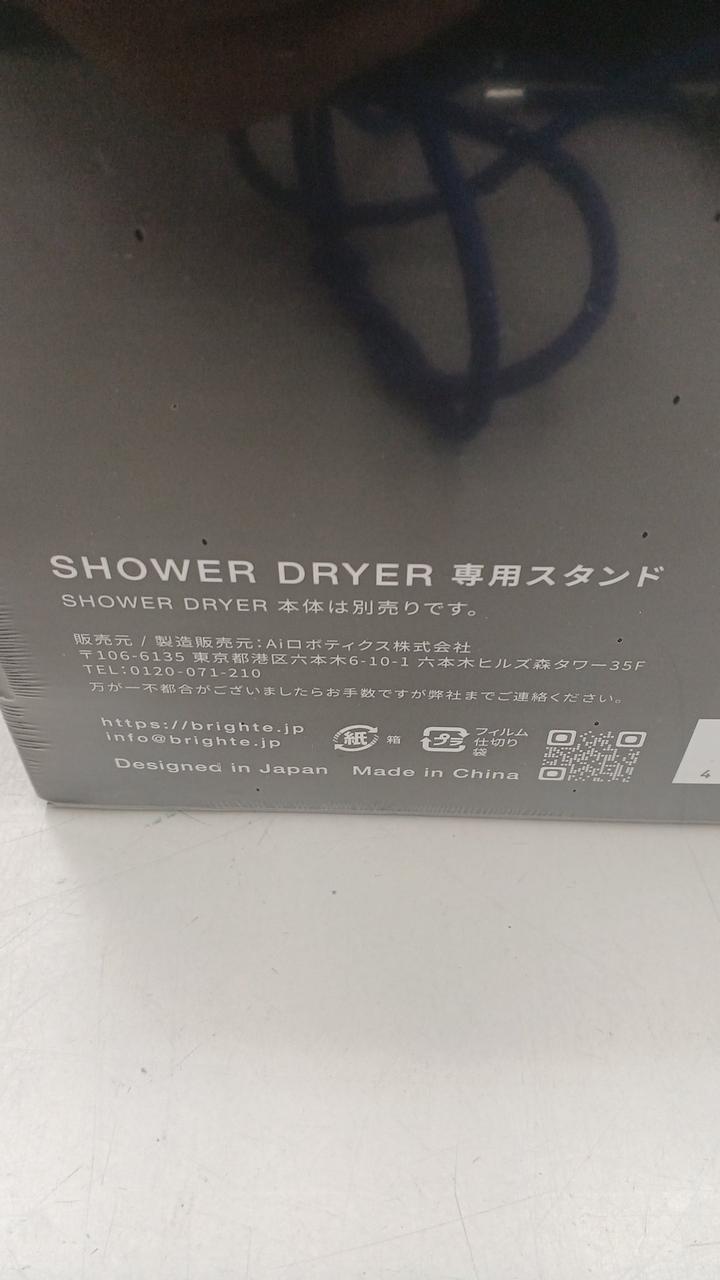 SHOWER DRYER 専用スタンド
SHOWER DRYER 本体は別売りです。
販売元 / 製造販売元：Aiロボティクス株式会社
〒106-6135 東京都港区六本木6-10-1 六本木ヒルズ森タワー35F
TEL：0120-071-210
万が一不都合がございましたらお手数ですが弊社までご連絡ください。
https://brighte.jp
info@brighte.jp
紙 箱
プラ フィルム
仕切り
袋
Designed in Japan Made in China
4